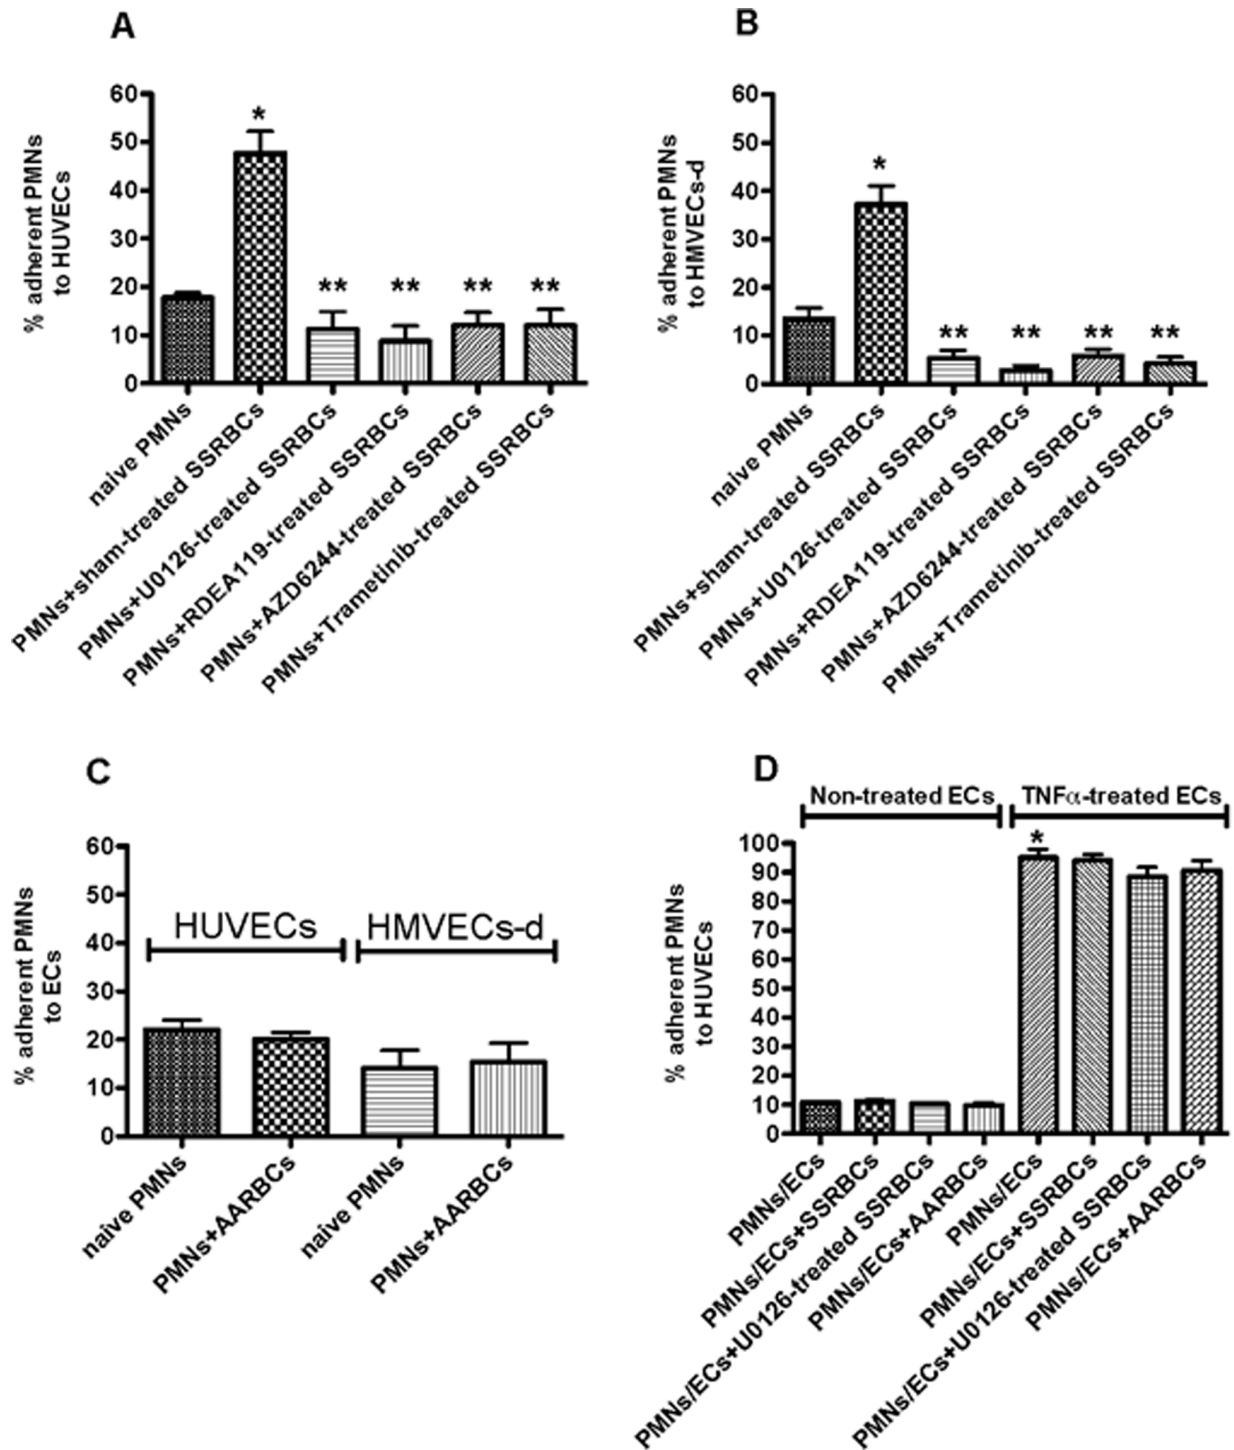 A
% adherent PMNs
to HUVECs
60
50
40
30
20
10
0
*
**
**
**
**
naive PMNs
PMNs+sham-treated SSRBCs
PMNs+U0126-treated SSRBCs
PMNs+RDEA119-treated SSRBCs
PMNs+AZD6244-treated SSRBCs
PMNs+Trametinib-treated SSRBCs
B
% adherent PMNs
to HMVECs-d
60
50
40
30
20
10
0
*
**
**
**
**
naive PMNs
PMNs+sham-treated SSRBCs
PMNs+U0126-treated SSRBCs
PMNs+RDEA119-treated SSRBCs
PMNs+AZD6244-treated SSRBCs
PMNs+Trametinib-treated SSRBCs
C
% adherent PMNs
to ECs
60
50
40
30
20
10
0
HUVECs
HMVECs-d
naive PMNs
PMNs+AARBCs
naive PMNs
PMNs+AARBCs
D
Non-treated ECs
TNFα-treated ECs
% adherent PMNs
to HUVECs
100
90
80
70
60
50
40
30
20
10
0
*
PMNs/ECs
PMNs/ECs+SSRBCs
PMNs/ECs+U0126-treated SSRBCs
PMNs/ECs+AARBCs
PMNs/ECs
PMNs/ECs+SSRBCs
PMNs/ECs+U0126-treated SSRBCs
PMNs/ECs+AARBCs